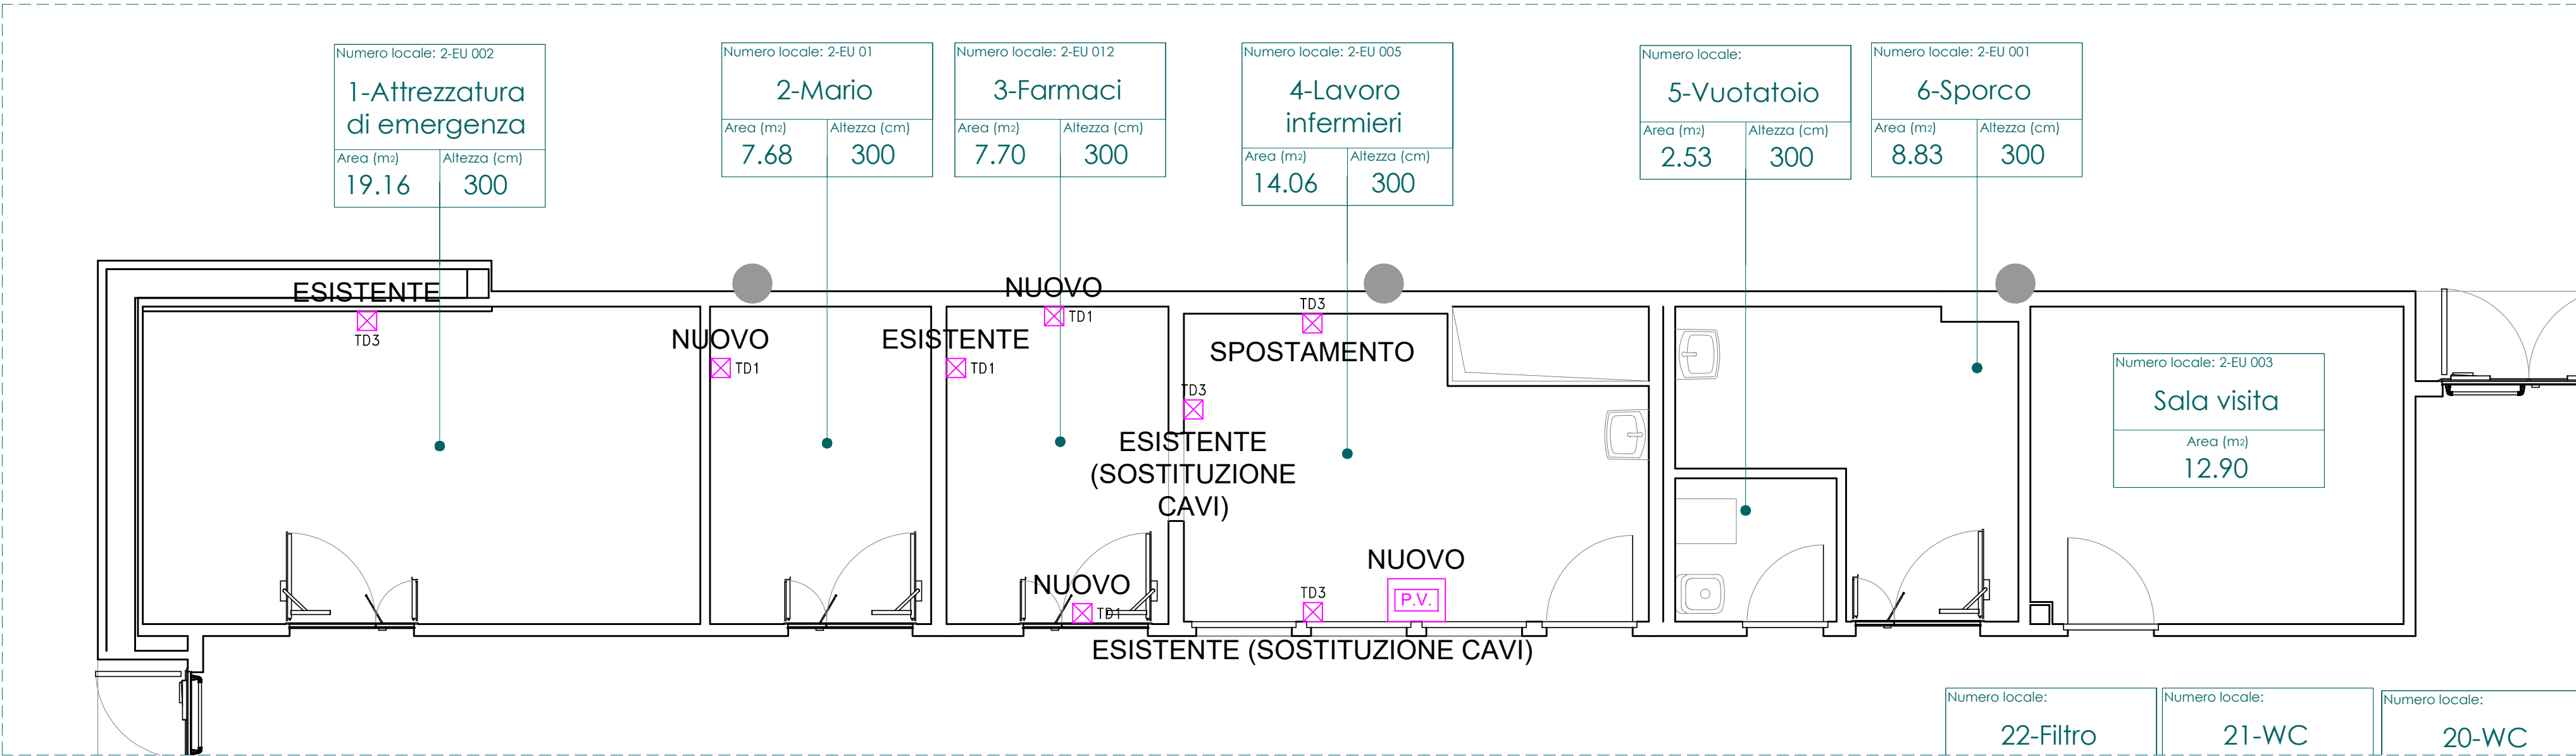 Numero locale: 2-EU 002
1-Attrezzatura
di emergenza
Area (m2)
Altezza (cm)
19.16
300
Numero locale: 2-EU 01
2-Mario
Area (m2)
Altezza (cm)
7.68
300
Numero locale: 2-EU 012
3-Farmaci
Area (m2)
Altezza (cm)
7.70
300
Numero locale: 2-EU 005
4-Lavoro
infermieri
Area (m2)
Altezza (cm)
14.06
300
Numero locale:
5-Vuotatoio
Area (m2)
Altezza (cm)
2.53
300
Numero locale: 2-EU 001
6-Sporco
Area (m2)
Altezza (cm)
8.83
300
ESISTENTE
TD3
NUOVO
TD1
NUOVO
TD1
ESISTENTE
TD1
TD3
SPOSTAMENTO
TD3
ESISTENTE
(SOSTITUZIONE
CAVI)
NUOVO
TD1
TD3
NUOVO
P.V.
ESISTENTE (SOSTITUZIONE CAVI)
Numero locale: 2-EU 003
Sala visita
Area (m2)
12.90
Numero locale:
22-Filtro
Numero locale:
21-WC
Numero locale:
20-WC